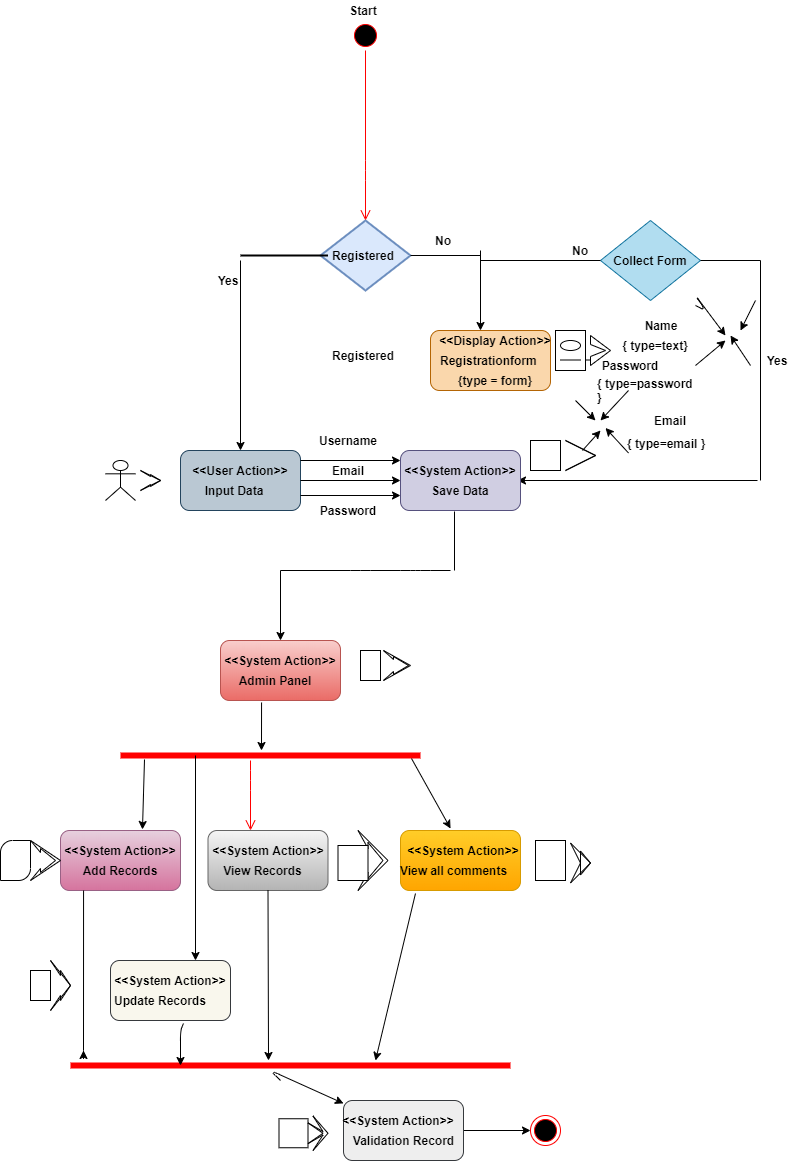 Start
Registered
No
No
Collect Form
Yes
Registered
<<Display Action>>
Registrationform
{type = form}
Name
{ type=text}
Password
{ type=password
}
Yes
Email
{ type=email }
Username
Email
Password
<<User Action>>
Input Data
<<System Action>>
Save Data
<<System Action>>
Admin Panel
<<System Action>>
Add Records
<<System Action>>
View Records
<<System Action>>
View all comments
<<System Action>>
Update Records
<<System Action>>
Validation Record